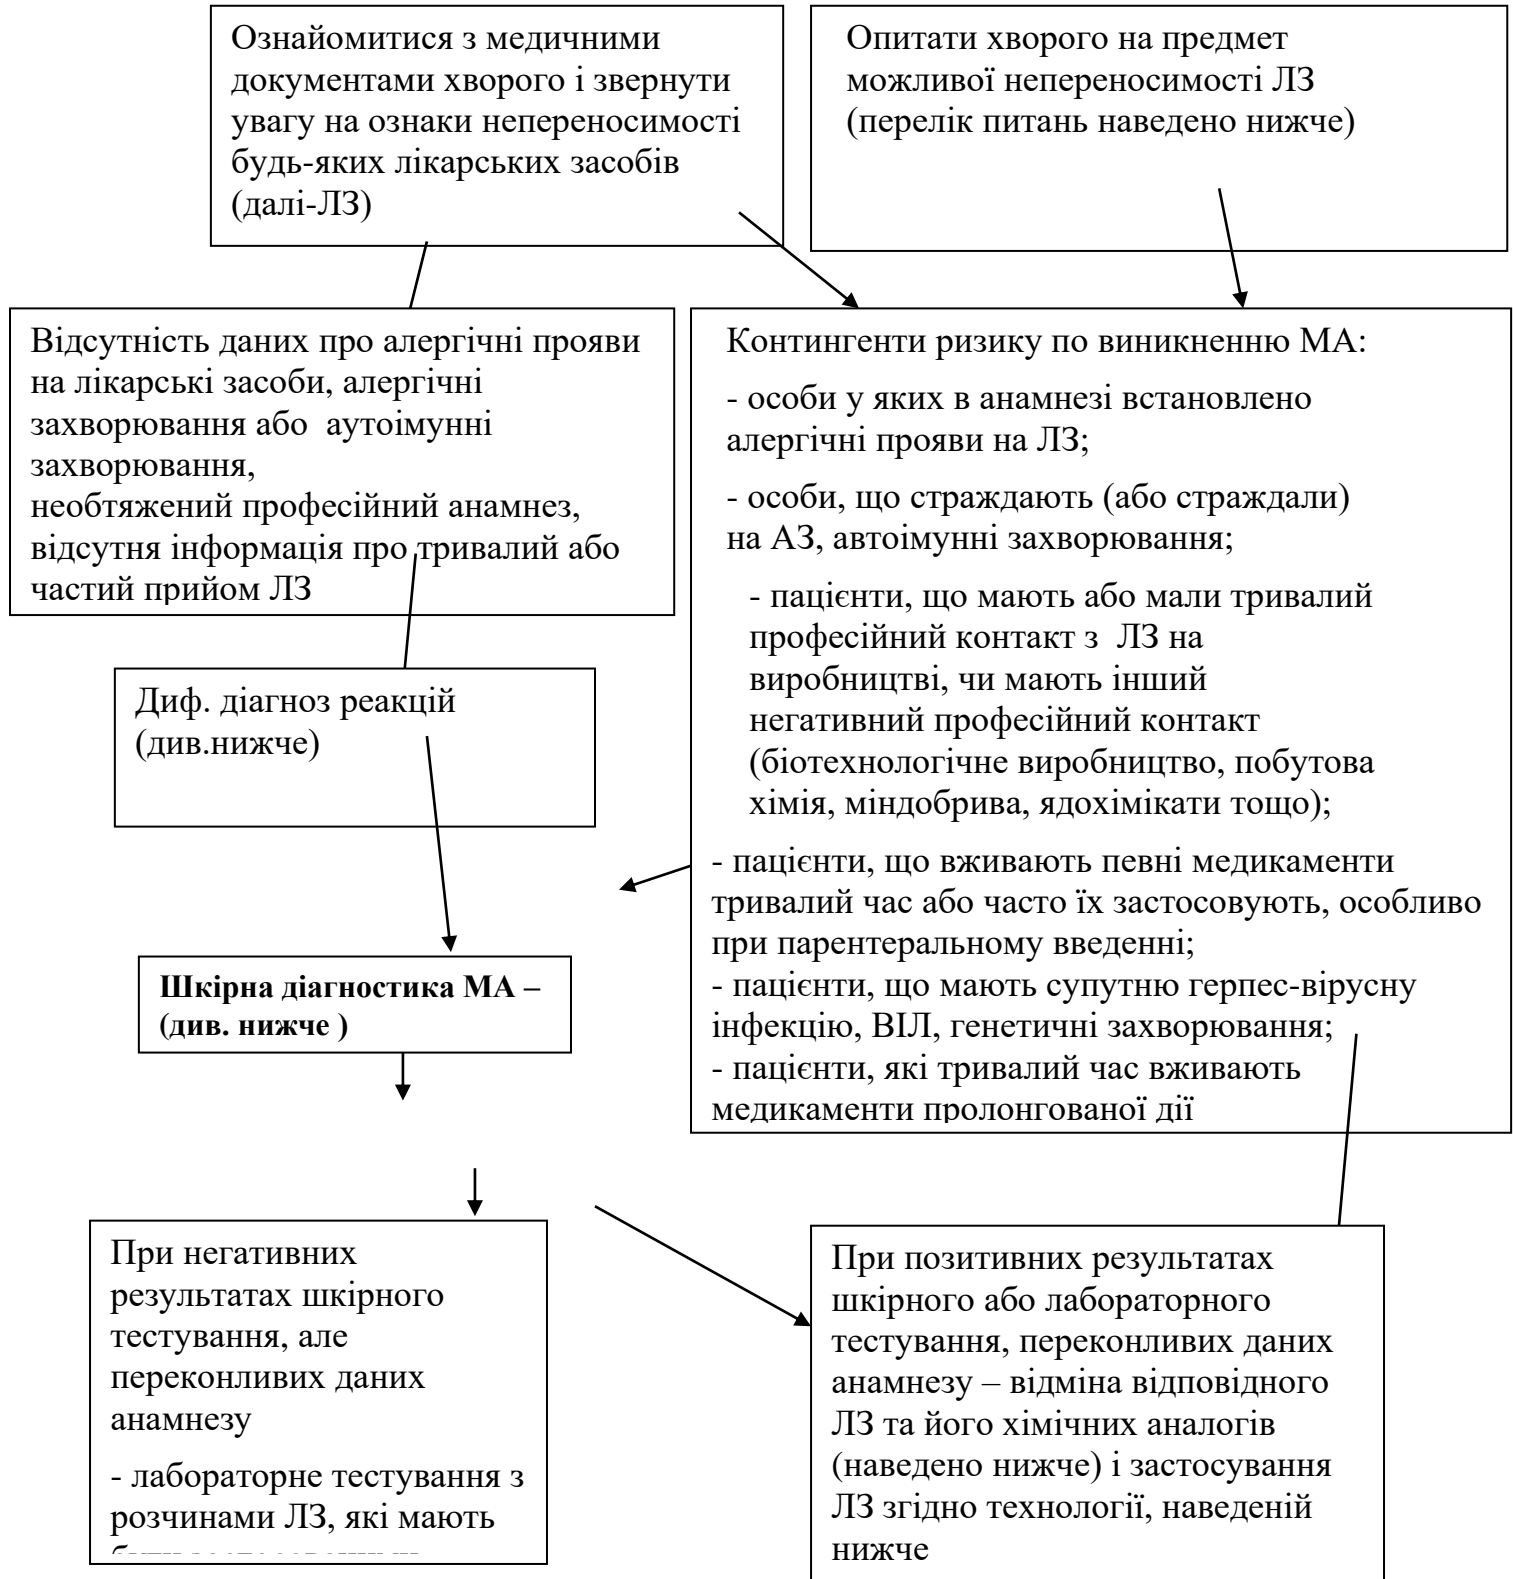 Ознайомитися з медичними
документами хворого і звернути
увагу на ознаки непереносимості
будь-яких лікарських засобів
(далі-ЛЗ)
Опитати хворого на предмет
можливої непереносимості ЛЗ
(перелік питань наведено нижче)
Відсутність даних про алергічні прояви
на лікарські засоби, алергічні
захворювання або аутоімунні
захворювання,
необтяжений професійний анамнез,
відсутня інформація про тривалий або
частий прийом ЛЗ
Контингенти ризику по виникненню МА:
- особи у яких в анамнезі встановлено
алергічні прояви на ЛЗ;
- особи, що страждають (або страждали)
на АЗ, автоімунні захворювання;
- пацієнти, що мають або мали тривалий
професійний контакт з ЛЗ на
виробництві, чи мають інший
негативний професійний контакт
(біотехнологічне виробництво, побутова
хімія, міндобрива, ядохімікати тощо);
- пацієнти, що вживають певні медикаменти
тривалий час або часто їх застосовують, особливо
при парентеральному введенні;
- пацієнти, що мають супутню герпес-вірусну
інфекцію, ВІЛ, генетичні захворювання;
- пацієнти, які тривалий час вживають
медикаменти пролонгованої дії
Диф. діагноз реакцій
(див.нижче)
Шкірна діагностика МА –
(див. нижче )
При негативних
результатах шкірного
тестування, але
переконливих даних
анамнезу
- лабораторне тестування з
розчинами ЛЗ, які мають
При позитивних результатах
шкірного або лабораторного
тестування, переконливих даних
анамнезу – відміна відповідного
ЛЗ та його хімічних аналогів
(наведено нижче) і застосування
ЛЗ згідно технології, наведеній
нижче